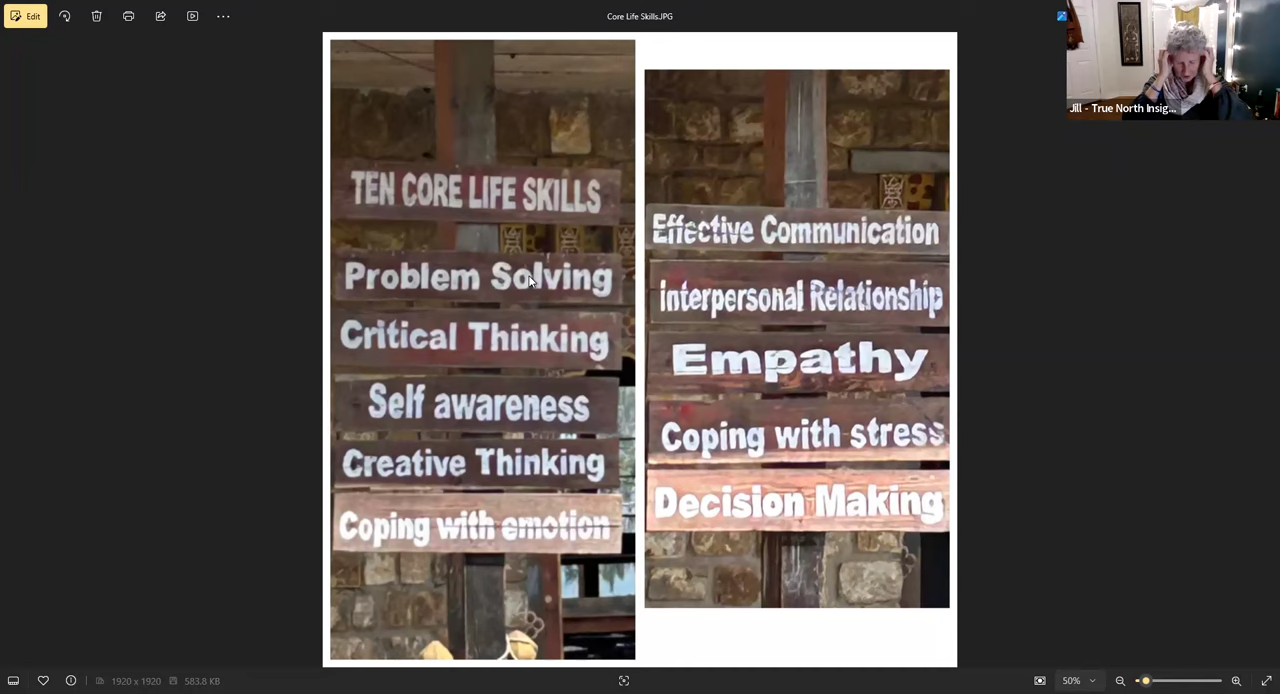 Edit
Core Life Skills.JPG
Jill - True North Insig...
TEN CORE LIFE SKILLS
Problem Solving
Critical Thinking
Self awareness
Creative Thinking
Coping with emotion
Effective Communication
Interpersonal Relationship
Empathy
Coping with stress
Decision Making
1920 x 1920
583.8 KB
50%